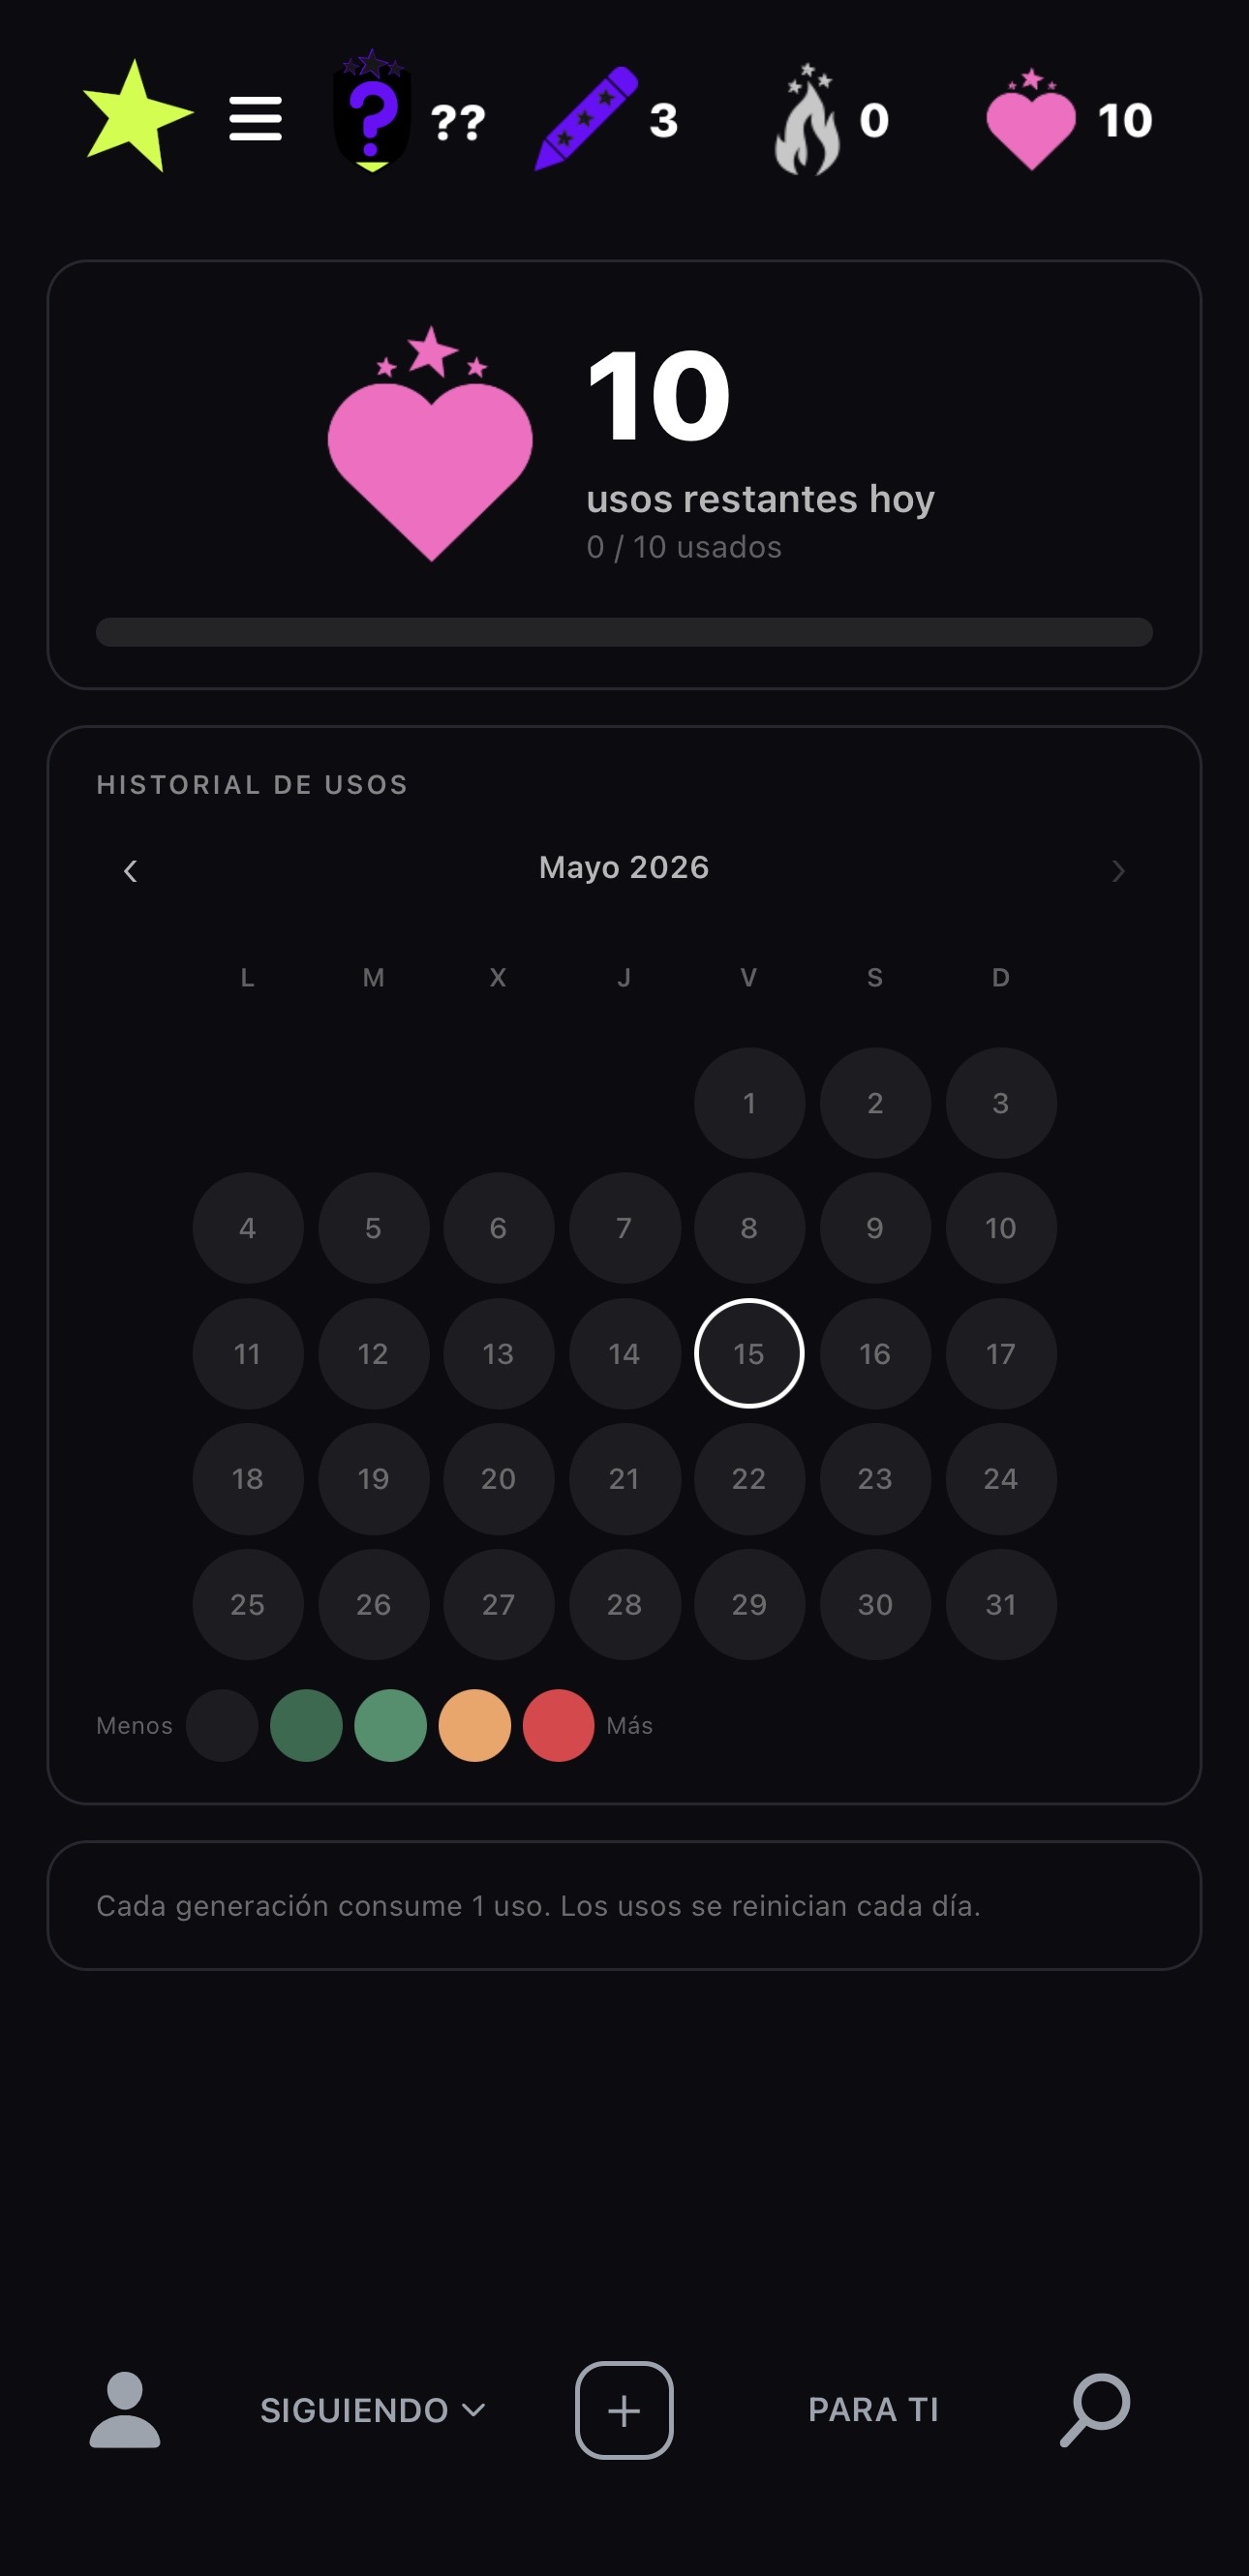 ?? 3 0 10
10
usos restantes hoy
0 / 10 usados
HISTORIAL DE USOS
‹ Mayo 2026 ›
L M X J V S D
1 2 3
4 5 6 7 8 9 10
11 12 13 14 15 16 17
18 19 20 21 22 23 24
25 26 27 28 29 30 31
Menos Más
Cada generación consume 1 uso. Los usos se reinician cada día.
SIGUIENDO + PARA TI